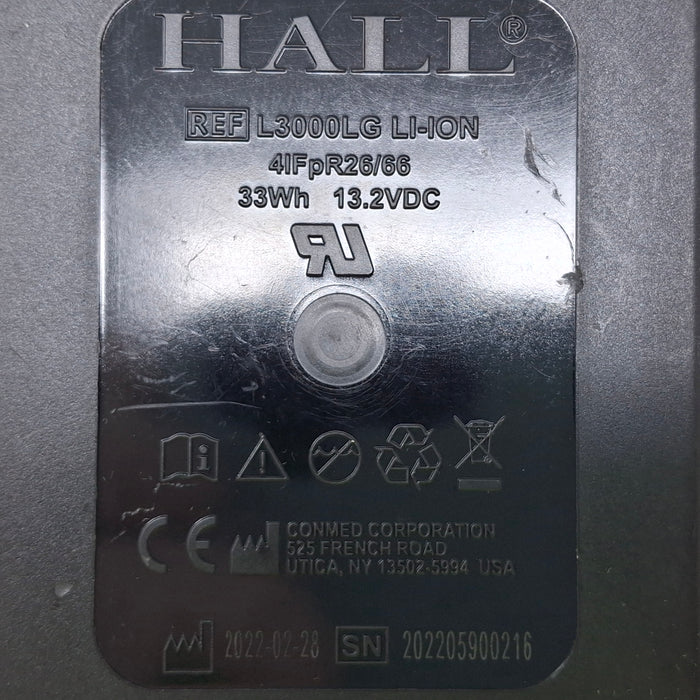 HALL®
REF L3000LG LI-ION
4IFpR26/66
33Wh 13.2VDC
CE CONMED CORPORATION
525 FRENCH ROAD
UTICA, NY 13502-5994 USA
2022-02-28 SN 202205900216